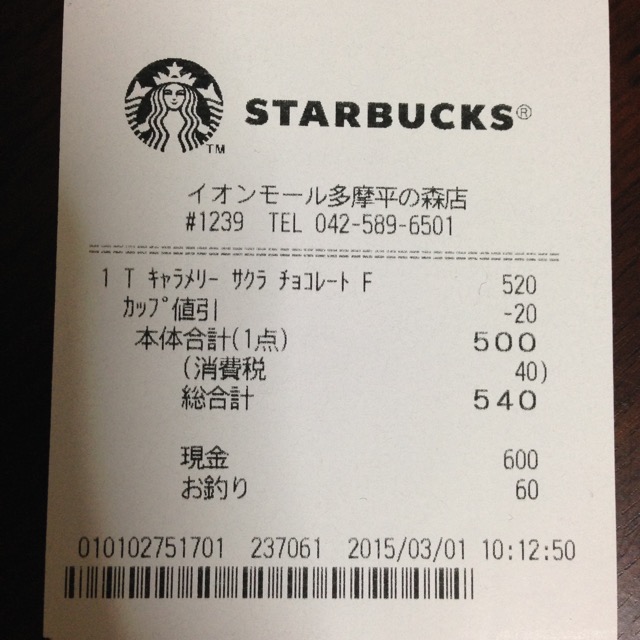 STARBUCKS®
TM
イオンモール多摩平の森店
#1239 TEL 042-589-6501
1 T キャラメリー サクラ チョコレート F 520
カップ値引 -20
本体合計(1点) 500
(消費税 40)
総合計 540
現金 600
お釣り 60
010102751701 237061 2015/03/01 10:12:50